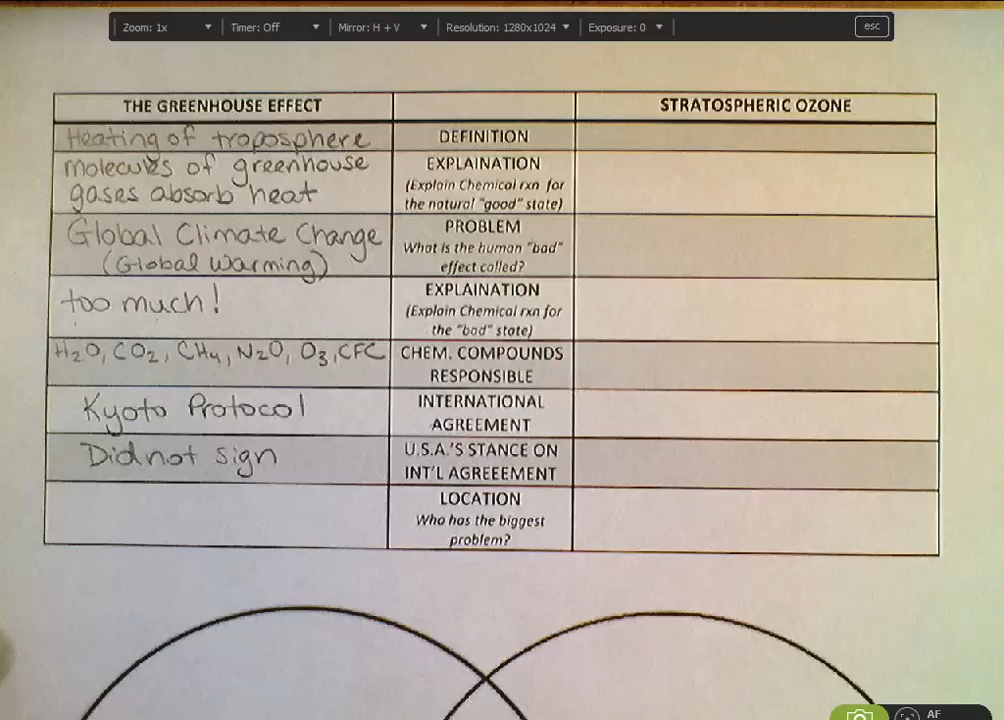 Zoom: 1x Timer: Off Mirror: H + V Resolution: 1280x1024 Exposure: 0 esc
THE GREENHOUSE EFFECT STRATOSPHERIC OZONE
Heating of troposphere DEFINITION
molecules of greenhouse EXPLAINATION
gases absorb heat (Explain Chemical rxn for
the natural "good" state)
Global Climate Change PROBLEM
(Global Warming) What is the human "bad"
effect called?
too much! EXPLAINATION
(Explain Chemical rxn for
the "bad" state)
H2O, CO2, CH4, N2O, O3, CFC CHEM. COMPOUNDS
RESPONSIBLE
Kyoto Protocol INTERNATIONAL
AGREEMENT
Did not sign U.S.A.'S STANCE ON
INT'L AGREEEMENT
LOCATION
Who has the biggest
problem?
AF